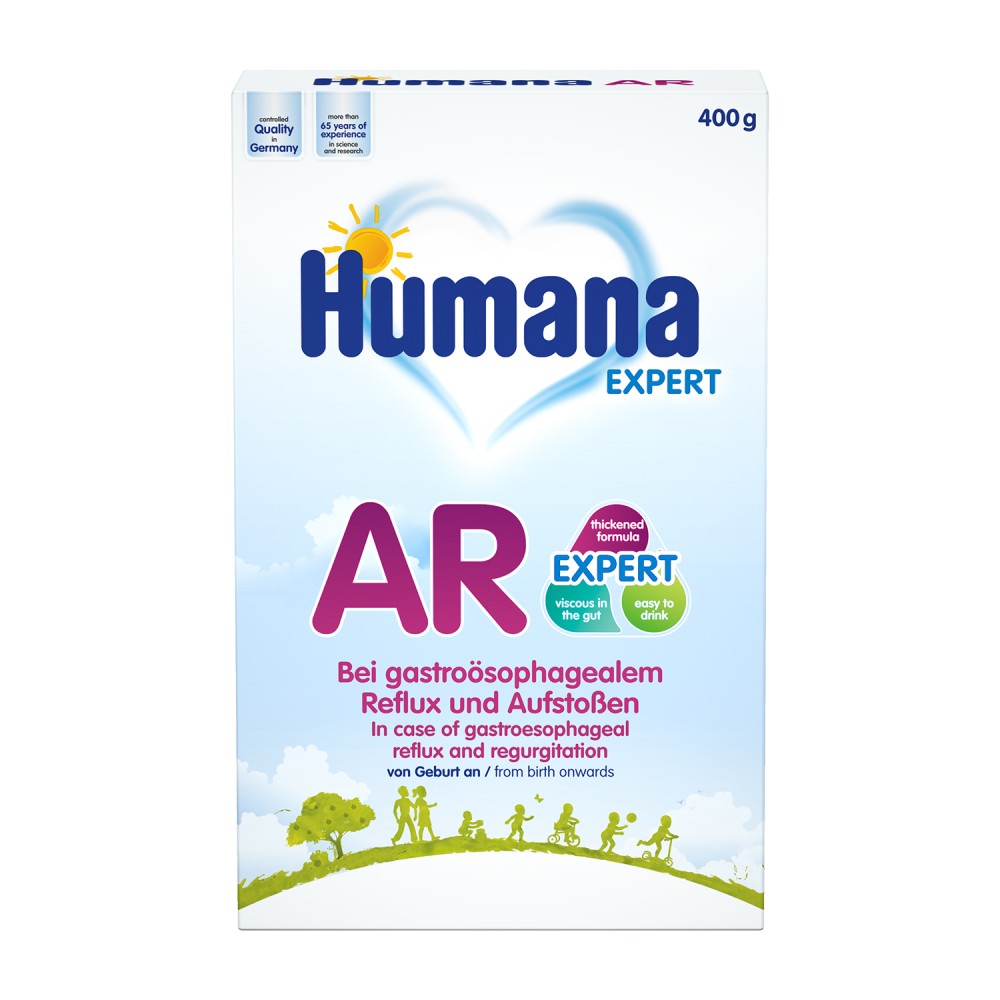 Humana AR
controlled
Quality
in
Germany
more than
65 years of
experience
in science
and research
400 g
Humana
EXPERT
AR
thickened
formula
EXPERT
viscous in
the gut
easy to
drink
Bei gastroösophagealem
Reflux und Aufstoßen
In case of gastroesophageal
reflux and regurgitation
von Geburt an / from birth onwards